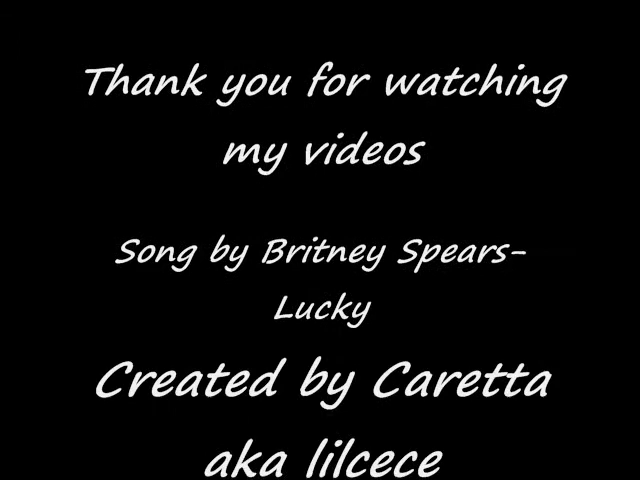 Thank you for watching
my videos
Song by Britney Spears-
Lucky
Created by Caretta
aka lilcece